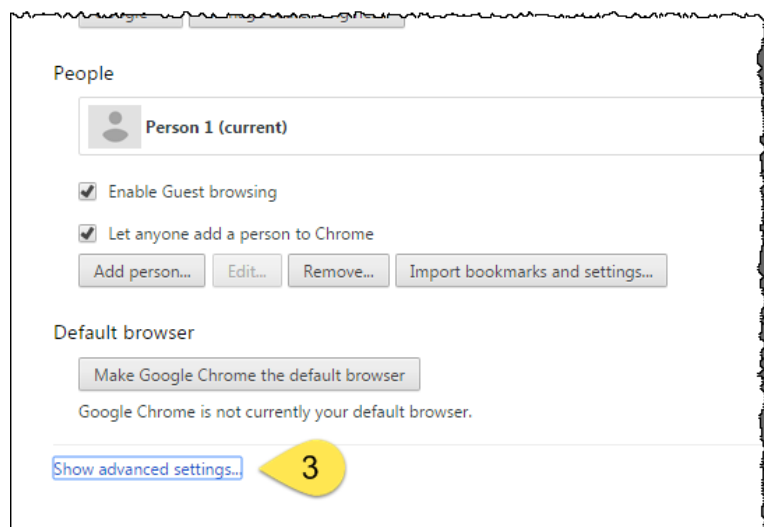 People
Person 1 (current)
Enable Guest browsing
Let anyone add a person to Chrome
Add person... Edit... Remove... Import bookmarks and settings...
Default browser
Make Google Chrome the default browser
Google Chrome is not currently your default browser.
Show advanced settings... 3